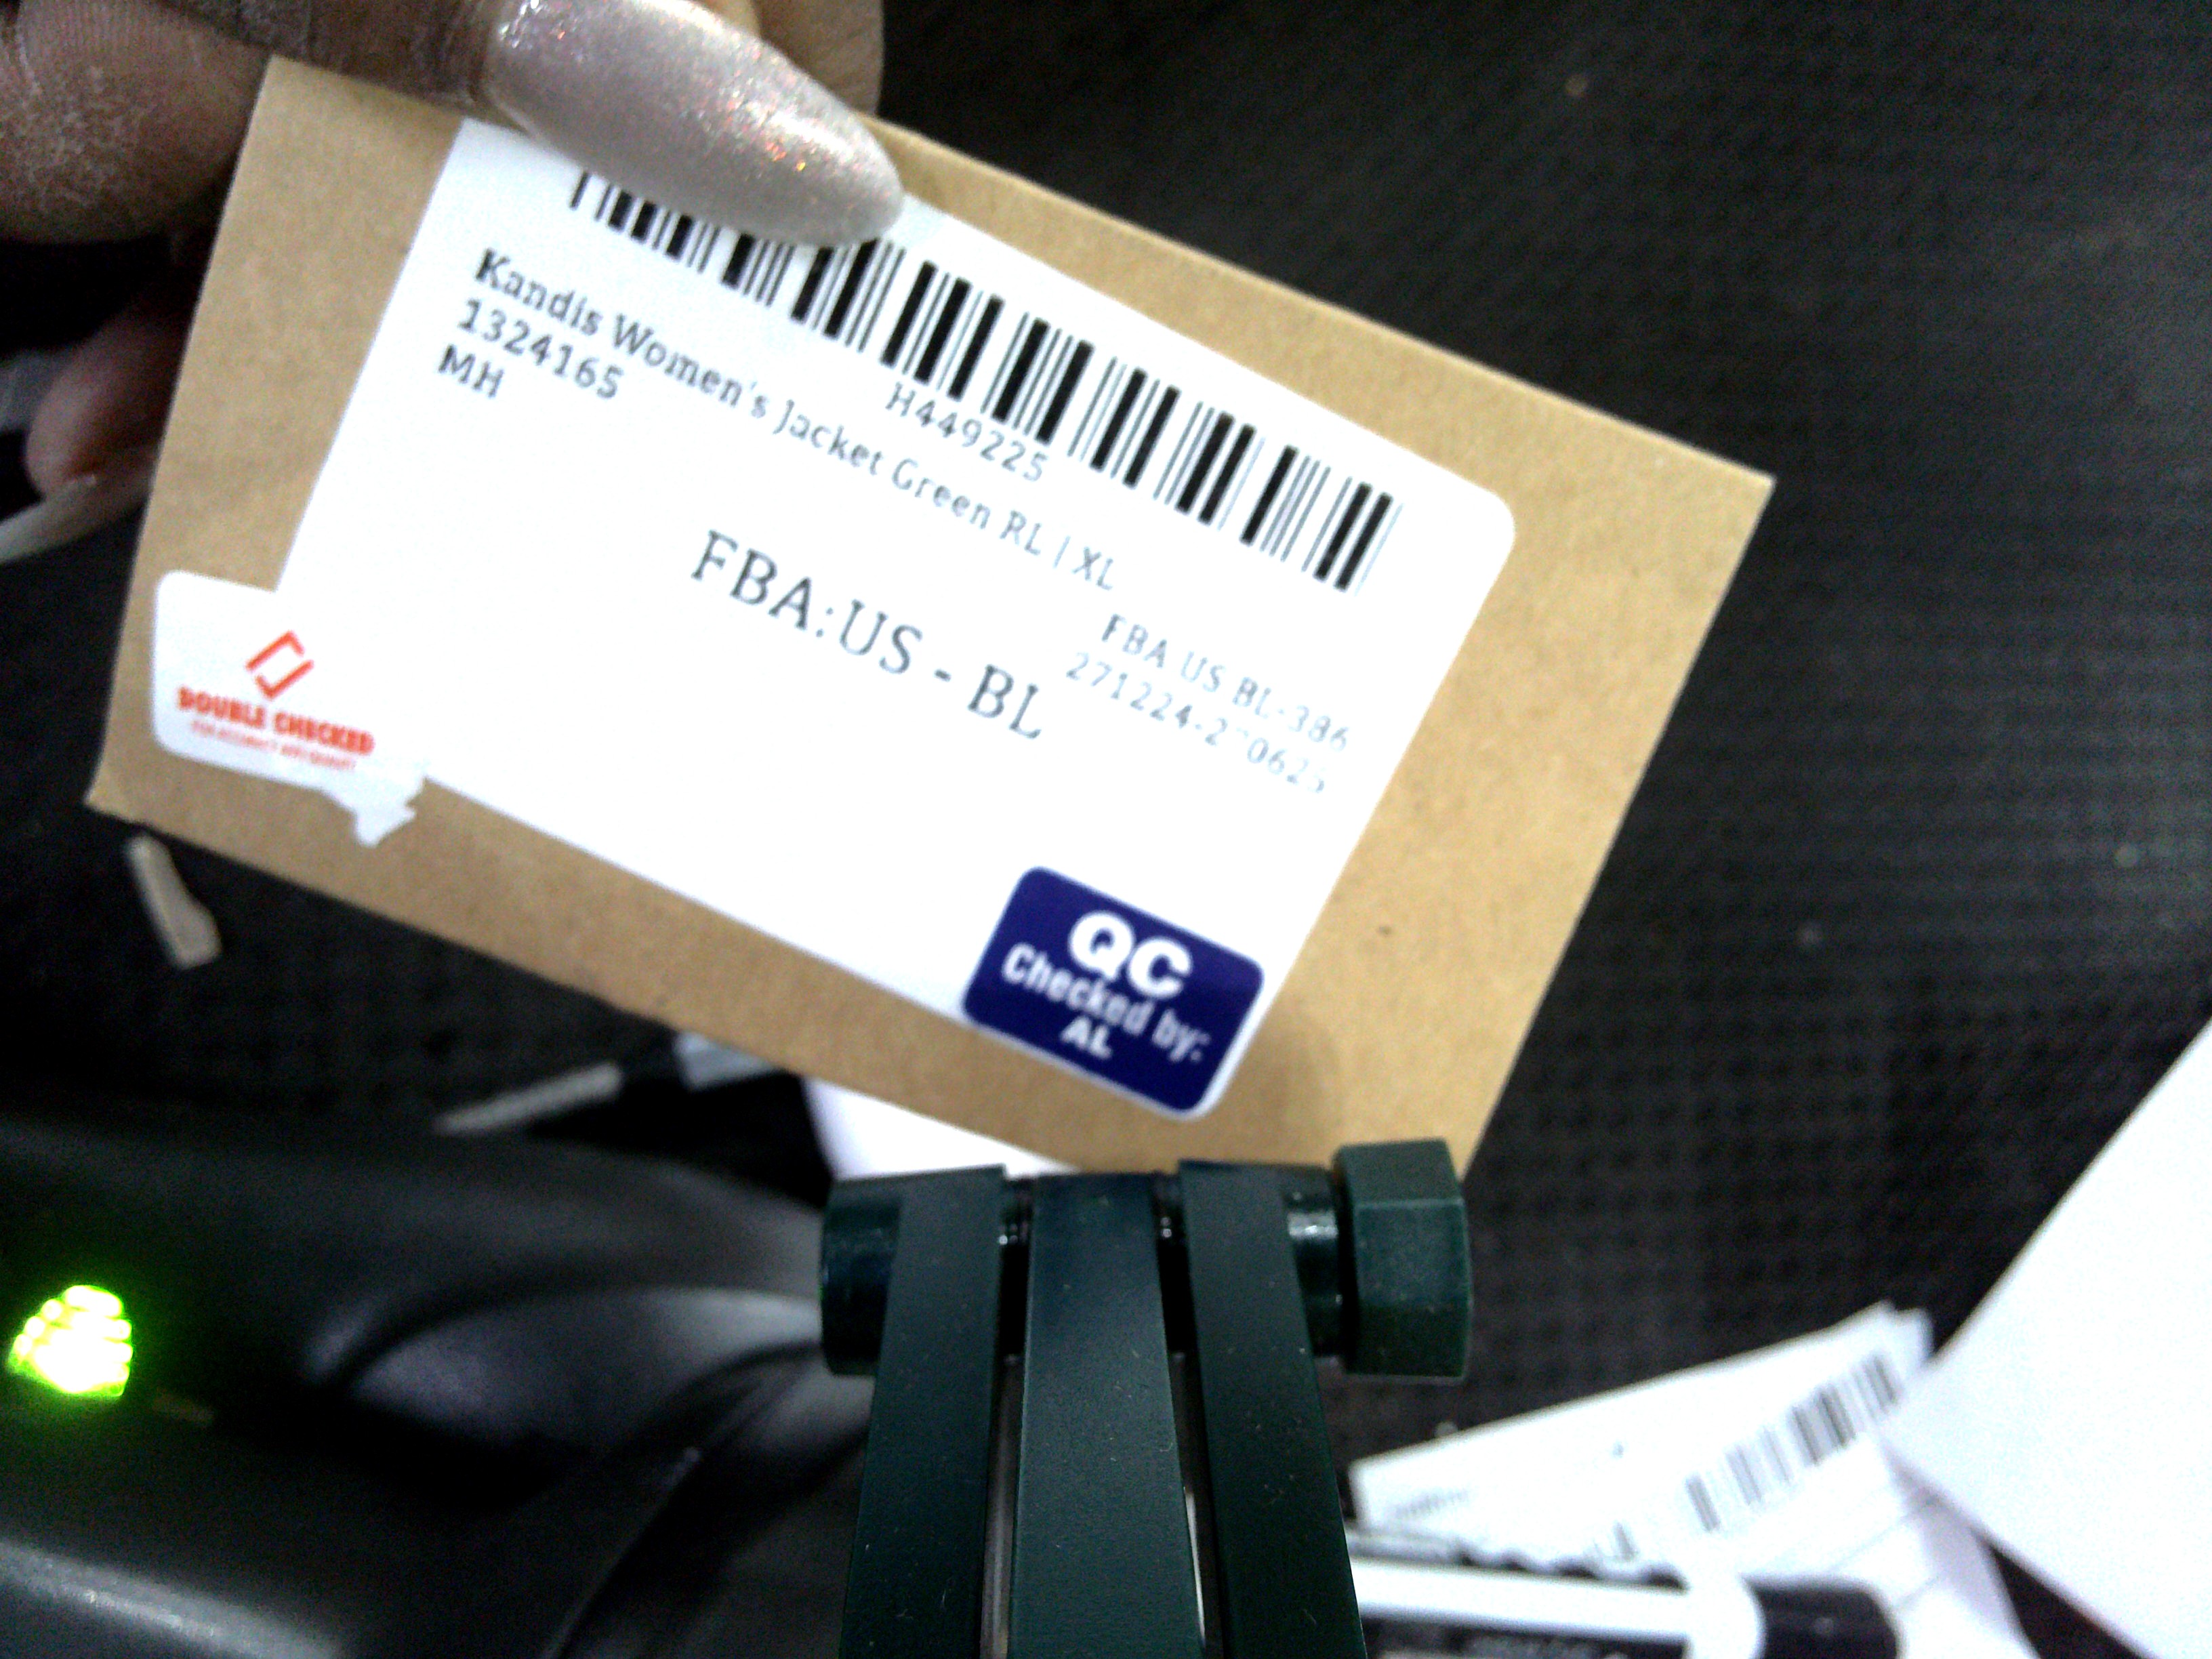 H449225
Kandis Women's Jacket Green RL | XL
1324165
MH
FBA:US - BL
FBA US BL-386
DOUBLE CHECKED
QC
Checked by:
AL